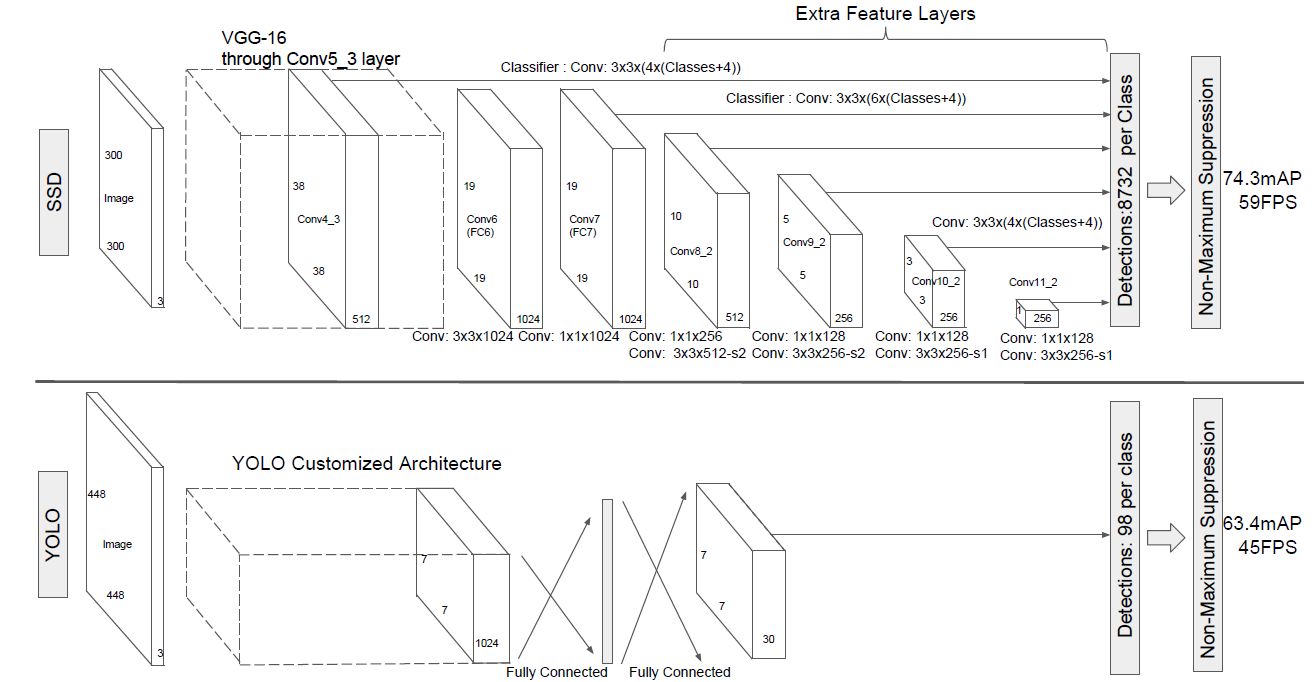 Extra Feature Layers
VGG-16
through Conv5_3 layer
Classifier : Conv: 3x3x(4x(Classes+4))
Classifier : Conv: 3x3x(6x(Classes+4))
SSD
300
Image
300
3
38
Conv4_3
38
512
19
Conv6
(FC6)
19
1024
Conv: 3x3x1024
19
Conv7
(FC7)
19
1024
Conv: 1x1x1024
10
Conv8_2
10
512
Conv: 1x1x256
Conv: 3x3x512-s2
5
Conv9_2
5
256
Conv: 1x1x128
Conv: 3x3x256-s2
Conv: 3x3x(4x(Classes+4))
3
Conv10_2
3
256
Conv: 1x1x128
Conv: 3x3x256-s1
Conv11_2
1
256
Conv: 1x1x128
Conv: 3x3x256-s1
Detections:8732 per Class
Non-Maximum Suppression
74.3mAP
59FPS
YOLO
448
Image
448
3
YOLO Customized Architecture
7
7
1024
Fully Connected
Fully Connected
7
7
30
Detections: 98 per class
Non-Maximum Suppression
63.4mAP
45FPS